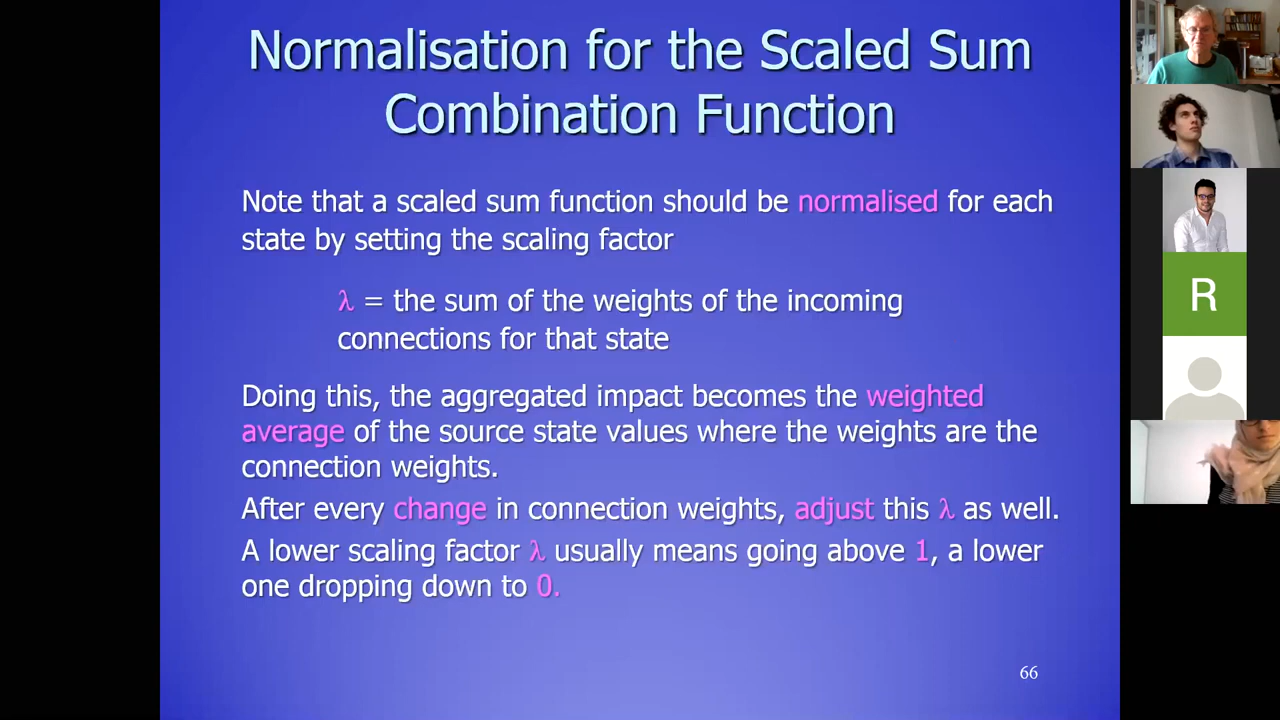 Normalisation for the Scaled Sum
Combination Function
Note that a scaled sum function should be normalised for each
state by setting the scaling factor
λ = the sum of the weights of the incoming
connections for that state
Doing this, the aggregated impact becomes the weighted
average of the source state values where the weights are the
connection weights.
After every change in connection weights, adjust this λ as well.
A lower scaling factor λ usually means going above 1, a lower
one dropping down to 0.
66
R